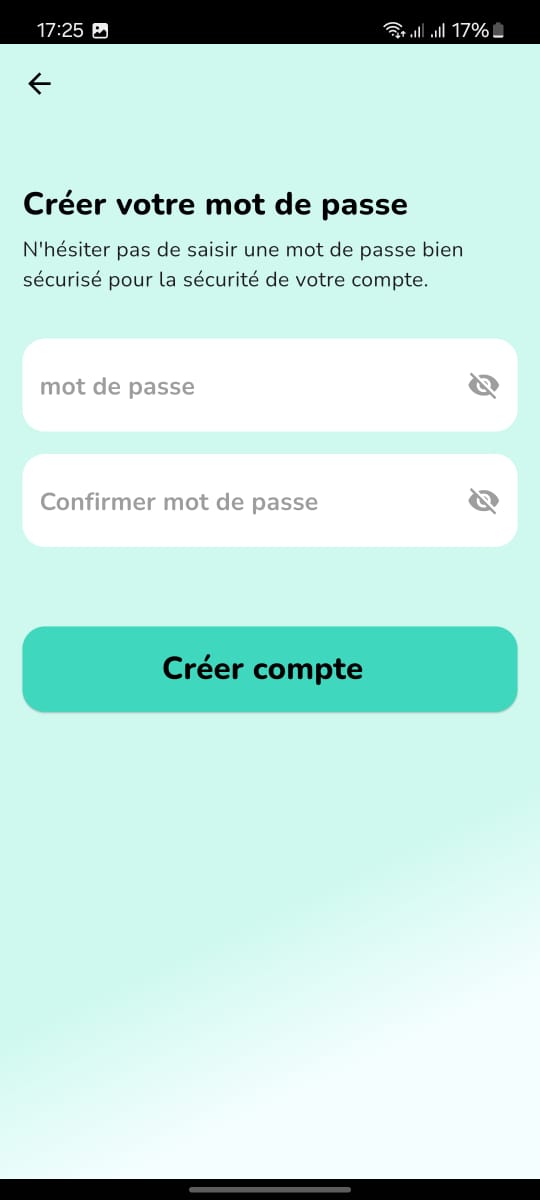 17:25
17%
Créer votre mot de passe
N'hésiter pas de saisir une mot de passe bien
sécurisé pour la sécurité de votre compte.
mot de passe
Confirmer mot de passe
Créer compte